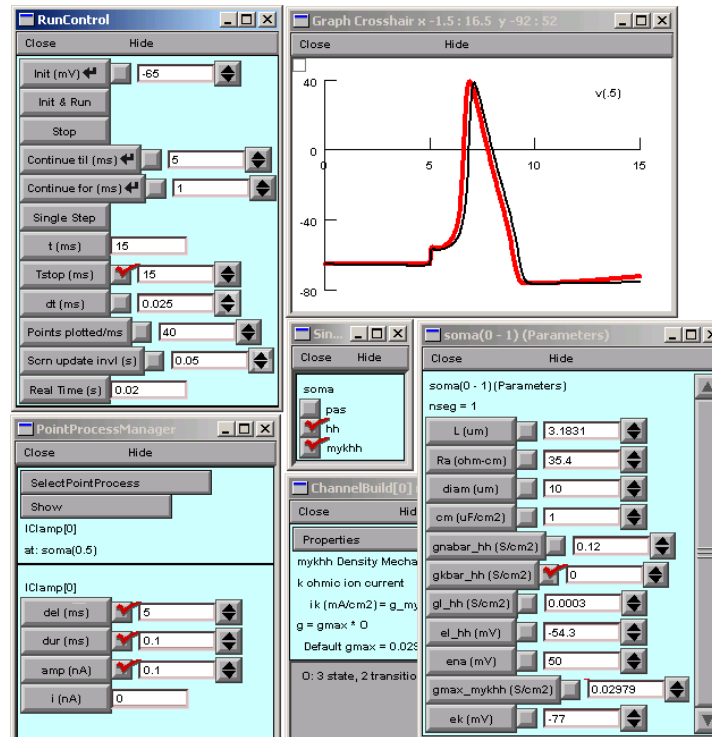 RunControl
Close Hide
Init (mV) -65
Init & Run
Stop
Continue til (ms) 5
Continue for (ms) 1
Single Step
t (ms) 15
Tstop (ms) 15
dt (ms) 0.025
Points plotted/ms 40
Scrn update invl (s) 0.05
Real Time (s) 0.02
Graph Crosshair x -1.5 : 16.5 y -92 : 52
Close Hide
40
v(.5)
0
0 5 10 15
-40
-80
Sin...
Close Hide
soma
pas
hh
mykhh
soma(0 - 1) (Parameters)
Close Hide
soma(0 - 1) (Parameters)
nseg = 1
L (um) 3.1831
Ra (ohm-cm) 35.4
diam (um) 10
cm (uF/cm2) 1
gnabar_hh (S/cm2) 0.12
gkbar_hh (S/cm2) 0
gl_hh (S/cm2) 0.0003
el_hh (mV) -54.3
ena (mV) 50
gmax_mykhh (S/cm2) 0.02979
ek (mV) -77
PointProcessManager
Close Hide
SelectPointProcess
Show
IClamp[0]
at: soma(0.5)
IClamp[0]
del (ms) 5
dur (ms) 0.1
amp (nA) 0.1
i (nA) 0
ChannelBuild[0]
Close Hid
Properties
mykhh Density Mecha
k ohmic ion current
ik (mA/cm2) = g_my
g = gmax * O
Default gmax = 0.029
O: 3 state, 2 transitio